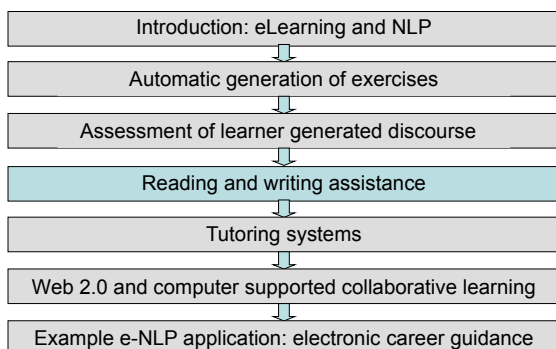 Introduction: eLearning and NLP
Automatic generation of exercises
Assessment of learner generated discourse
Reading and writing assistance
Tutoring systems
Web 2.0 and computer supported collaborative learning
Example e-NLP application: electronic career guidance